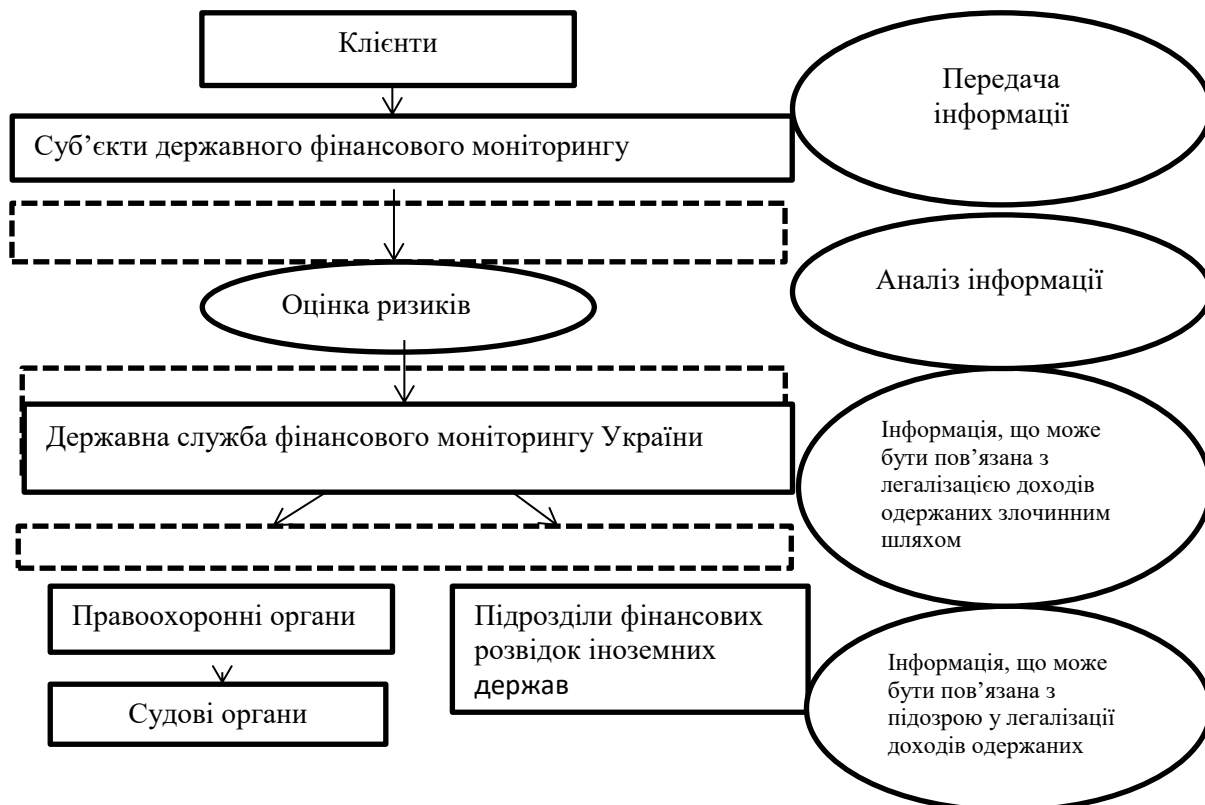 Клієнти
Передача
інформації
Суб’єкти державного фінансового моніторингу
Аналіз інформації
Оцінка ризиків
Державна служба фінансового моніторингу України
Інформація, що може
бути пов’язана з
легалізацією доходів
одержаних злочинним
шляхом
Правоохоронні органи
Підрозділи фінансових
розвідок іноземних
держав
Судові органи
Інформація, що може
бути пов’язана з
підозрою у легалізації
доходів одержаних